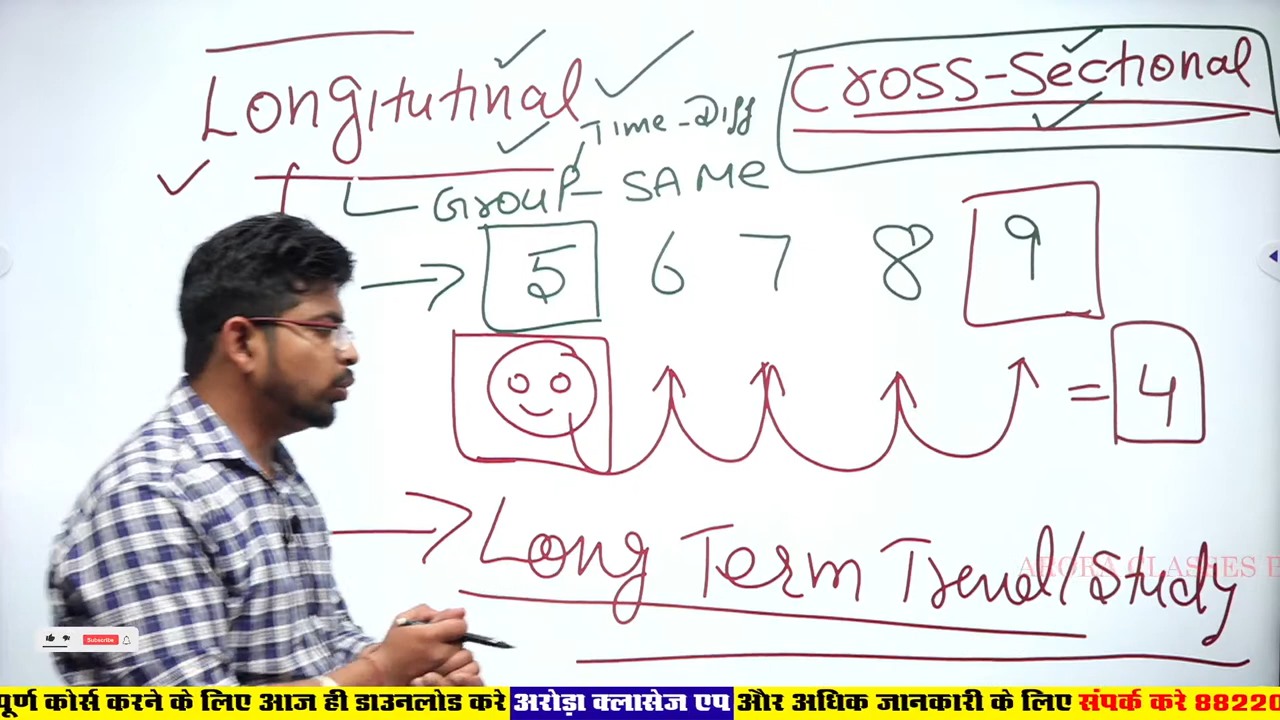 Longitutinal
Cross-Sectional
Time-Diff
Group - SAME
5 6 7 8 9
= 4
Long Term Trend/Study
ARORA CLASSES
Subscribe
पूर्ण कोर्स करने के लिए आज ही डाउनलोड करे अरोड़ा क्लासेज एप और अधिक जानकारी के लिए संपर्क करे 88220